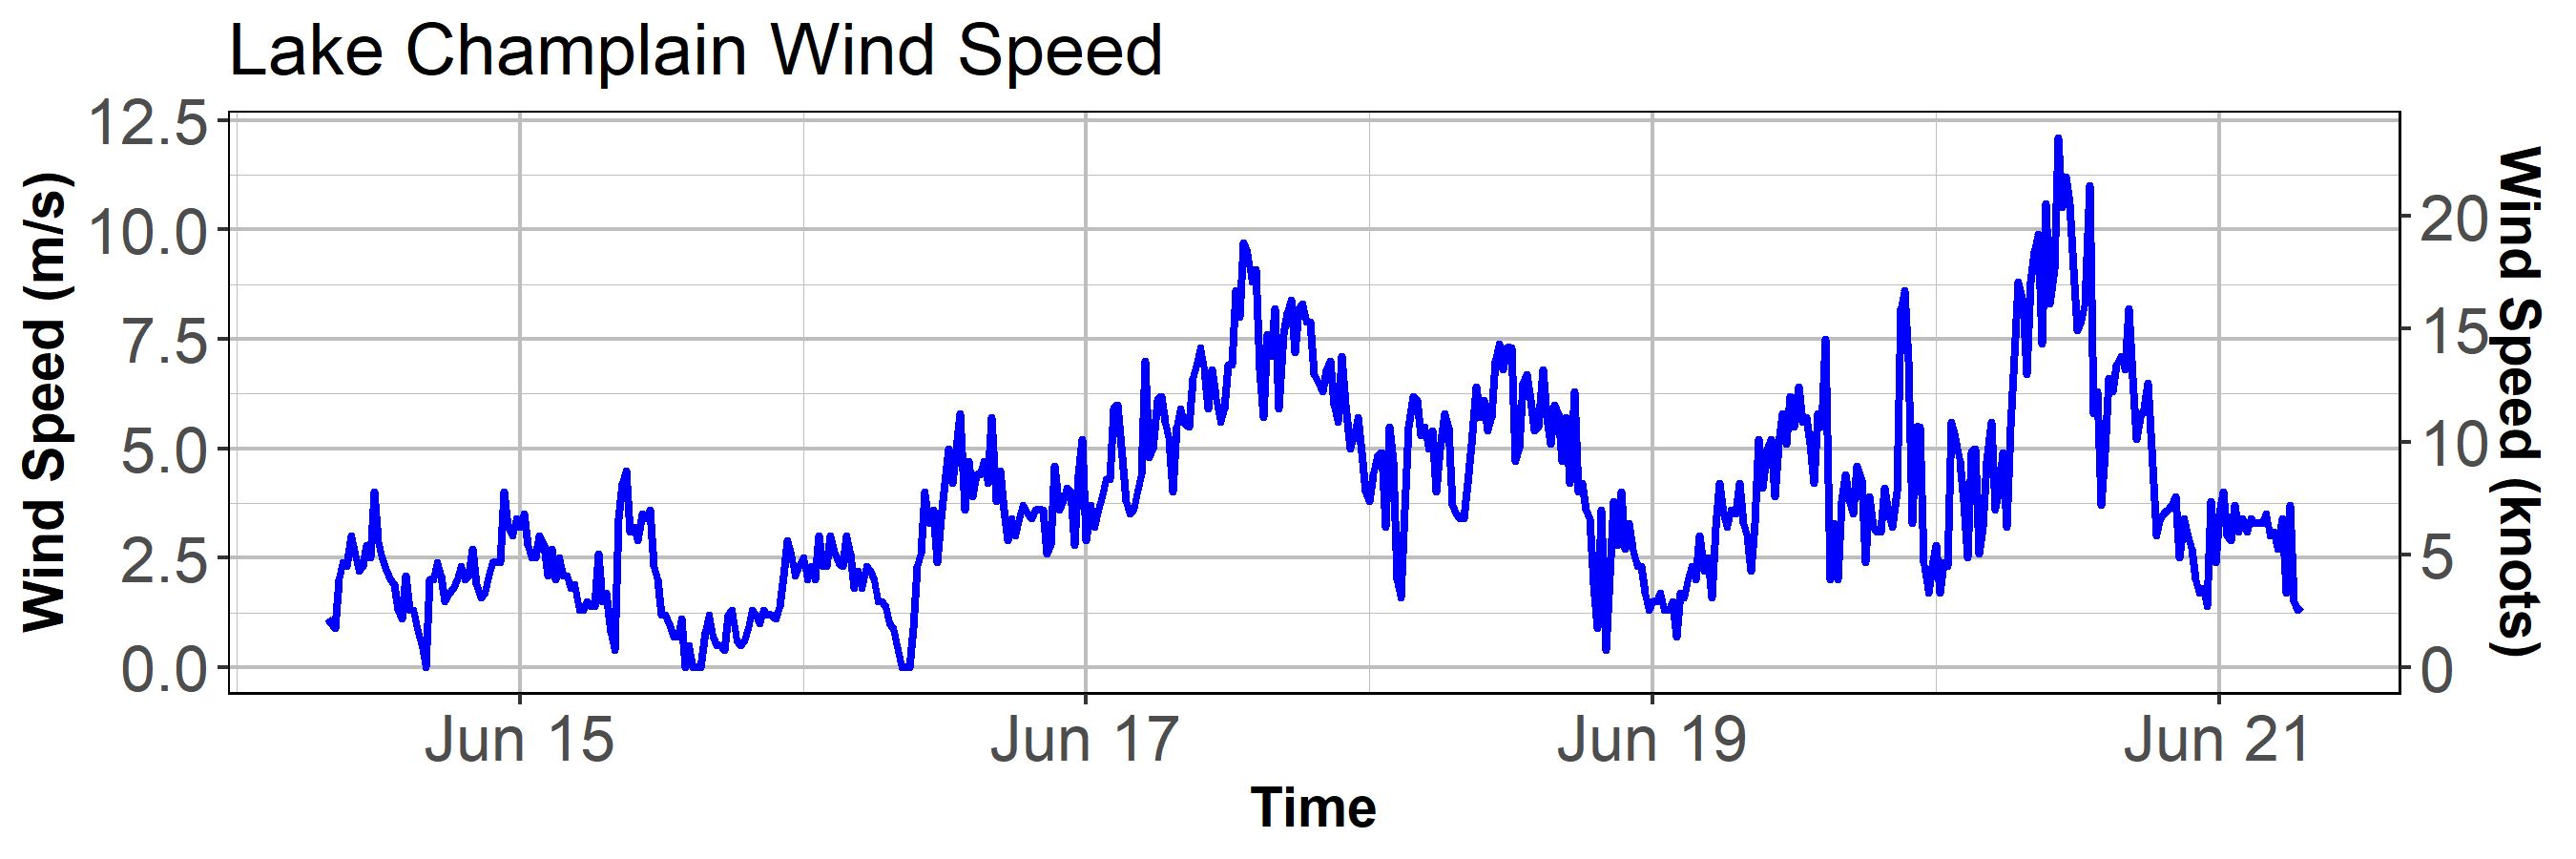 Lake Champlain Wind Speed
12.5
10.0
7.5
5.0
2.5
0.0
Wind Speed (m/s)
20
15
10
5
0
Wind Speed (knots)
Jun 15
Jun 17
Jun 19
Jun 21
Time